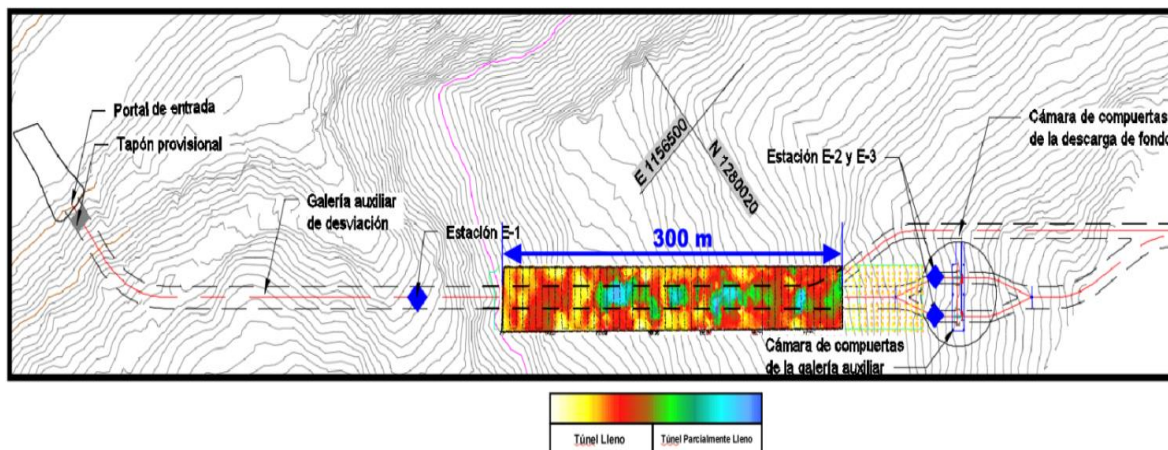 Portal de entrada
Tapón provisional
Galería auxiliar
de desviación
Estación E-1
300 m
E 1156500
N 1280020
Estación E-2 y E-3
Cámara de compuertas
de la descarga de fondo
Cámara de compuertas
de la galería auxiliar
Túnel Lleno
Túnel Parcialmente Lleno